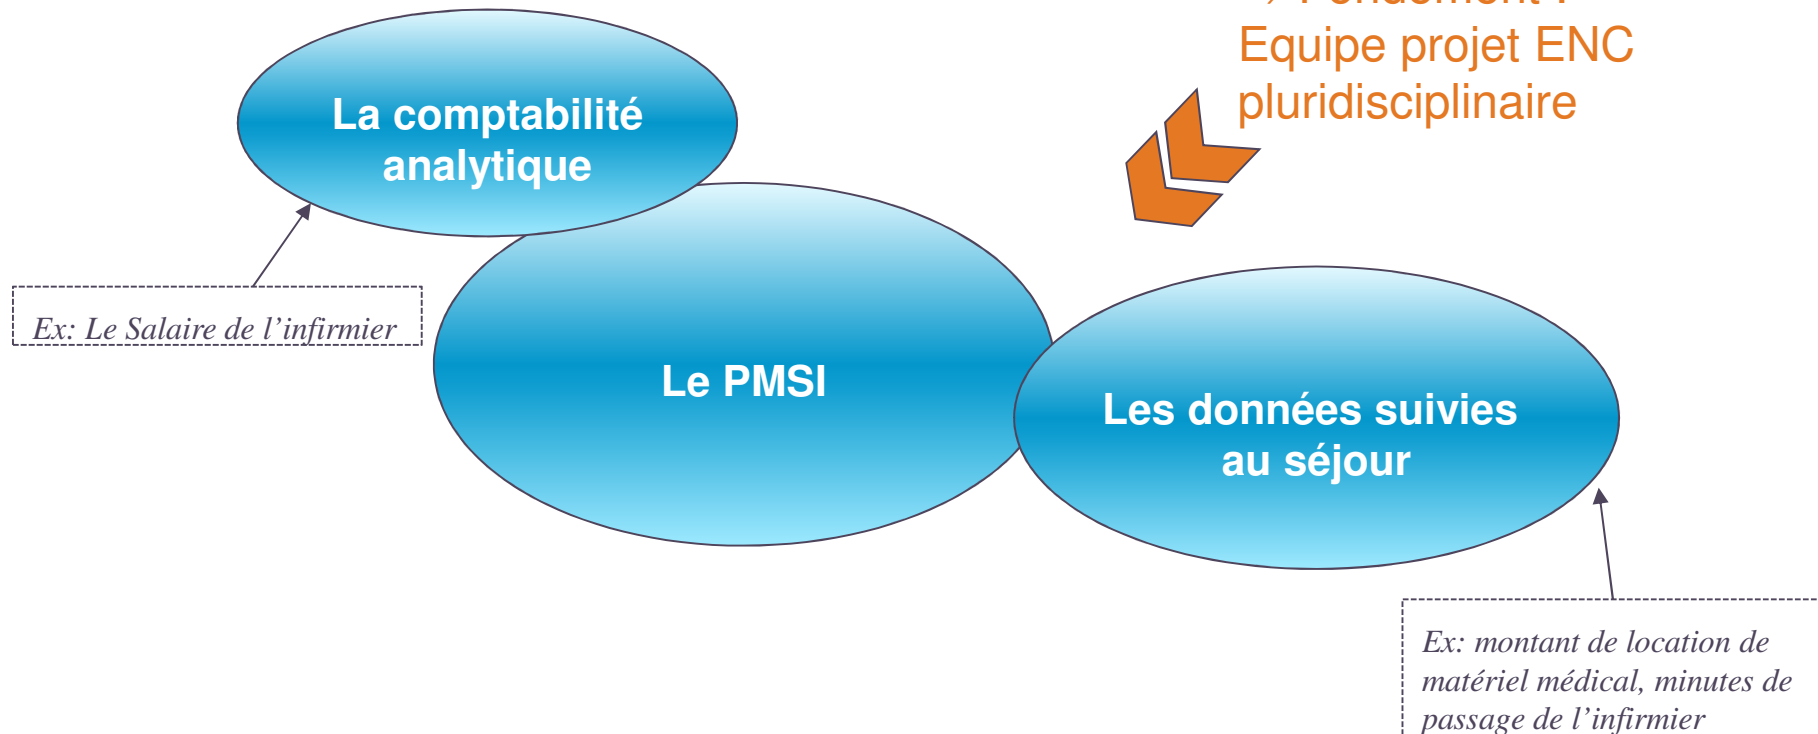 Equipe projet ENC
pluridisciplinaire
La comptabilité
analytique
Ex: Le Salaire de l’infirmier
Le PMSI
Les données suivies
au séjour
Ex: montant de location de
matériel médical, minutes de
passage de l’infirmier